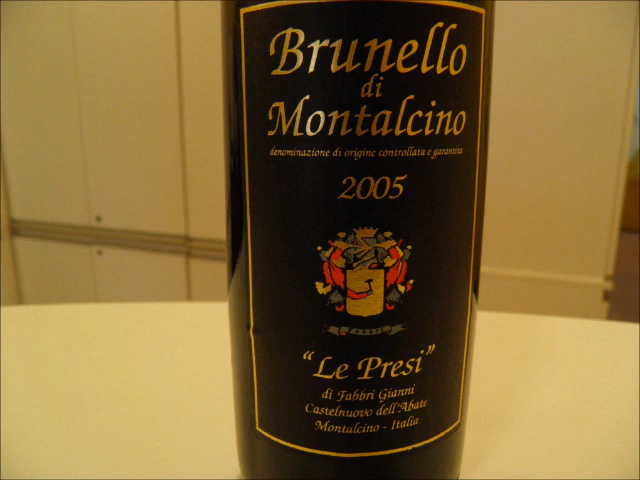 Brunello
di
Montalcino
denominazione di origine controllata e garantita
2005
"Le Presi"
di Fabbri Gianni
Castelnuovo dell'Abate
Montalcino - Italia